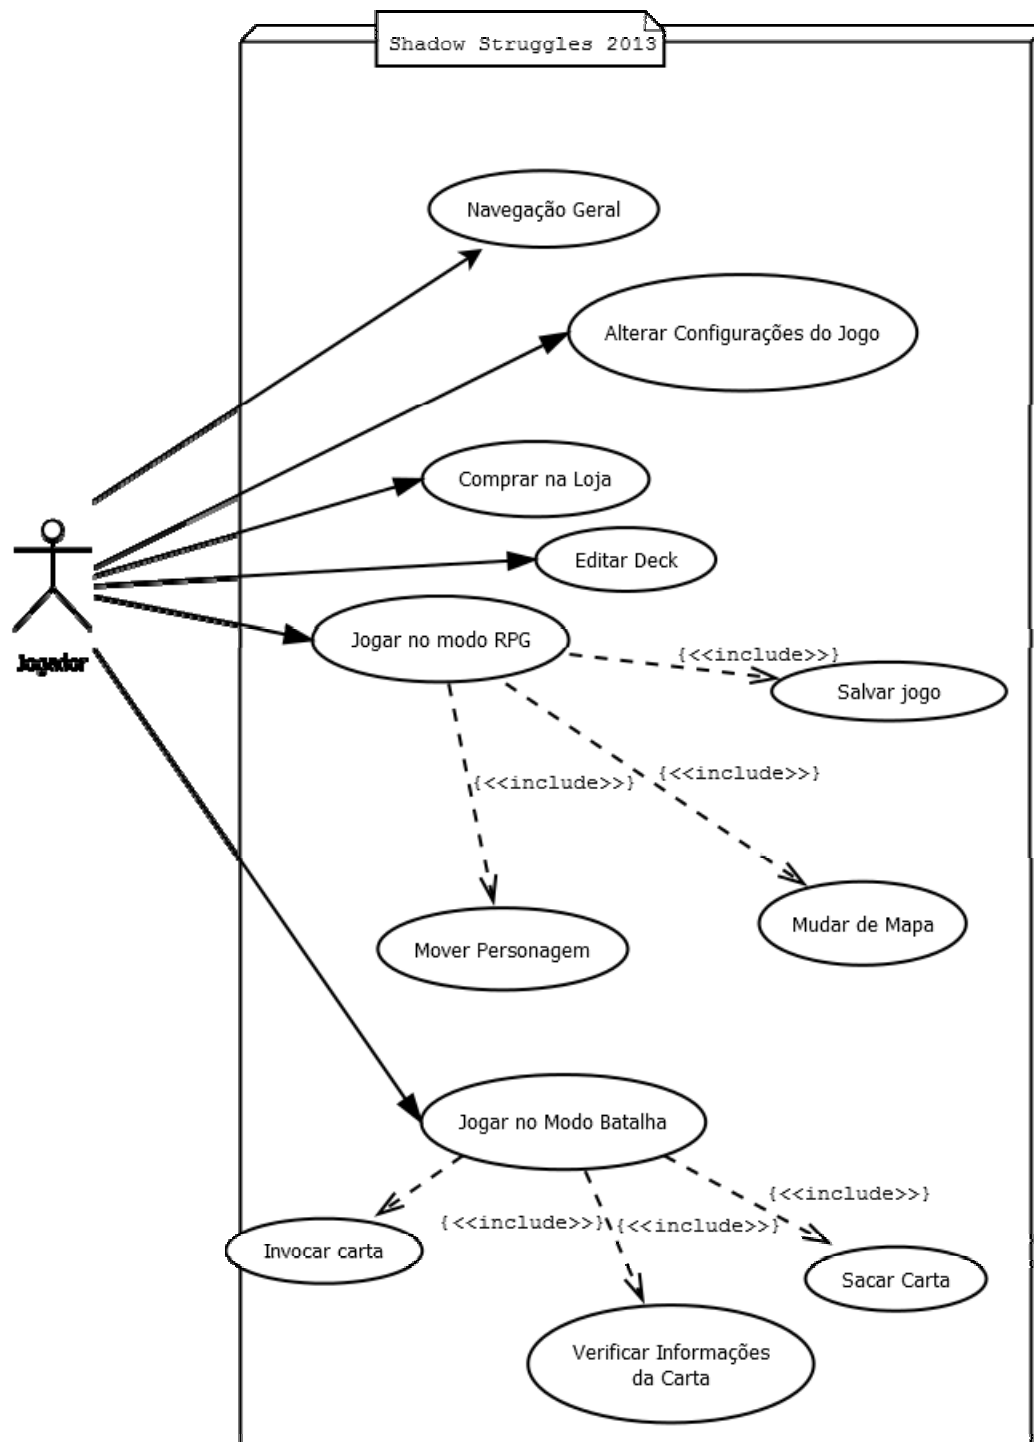 Shadow Struggles 2013
Navegação Geral
Alterar Configurações do Jogo
Comprar na Loja
Editar Deck
Jogador
Jogar no modo RPG
{<<include>>}
Salvar jogo
{<<include>>}
{<<include>>}
Mover Personagem
Mudar de Mapa
Jogar no Modo Batalha
{<<include>>}
{<<include>>}
{<<include>>}
Invocar carta
Sacar Carta
Verificar Informações
da Carta